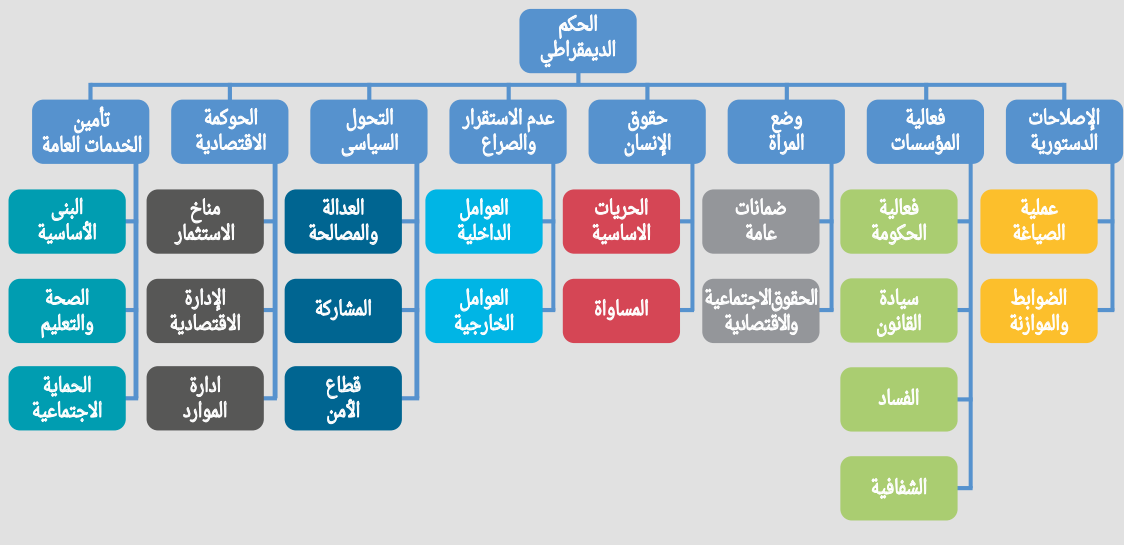 الحكم
الديمقراطي
الإصلاحات
الدستورية
فعالية
المؤسسات
وضع
المرأة
حقوق
الإنسان
عدم الاستقرار
والصراع
التحول
السياسى
الحوكمة
الاقتصادية
تأمين
الخدمات العامة
عملية
الصياغة
فعالية
الحكومة
ضمانات
عامة
الحريات
الاساسية
العوامل
الداخلية
العدالة
والمصالحة
مناخ
الاستثمار
البنى
الأساسية
الضوابط
والموازنة
سيادة
القانون
الحقوق الاجتماعية
والاقتصادية
المساواة
العوامل
الخارجية
المشاركة
الإدارة
الاقتصادية
الصحة
والتعليم
الفساد
قطاع
الأمن
ادارة
الموارد
الحماية
الاجتماعية
الشفافية